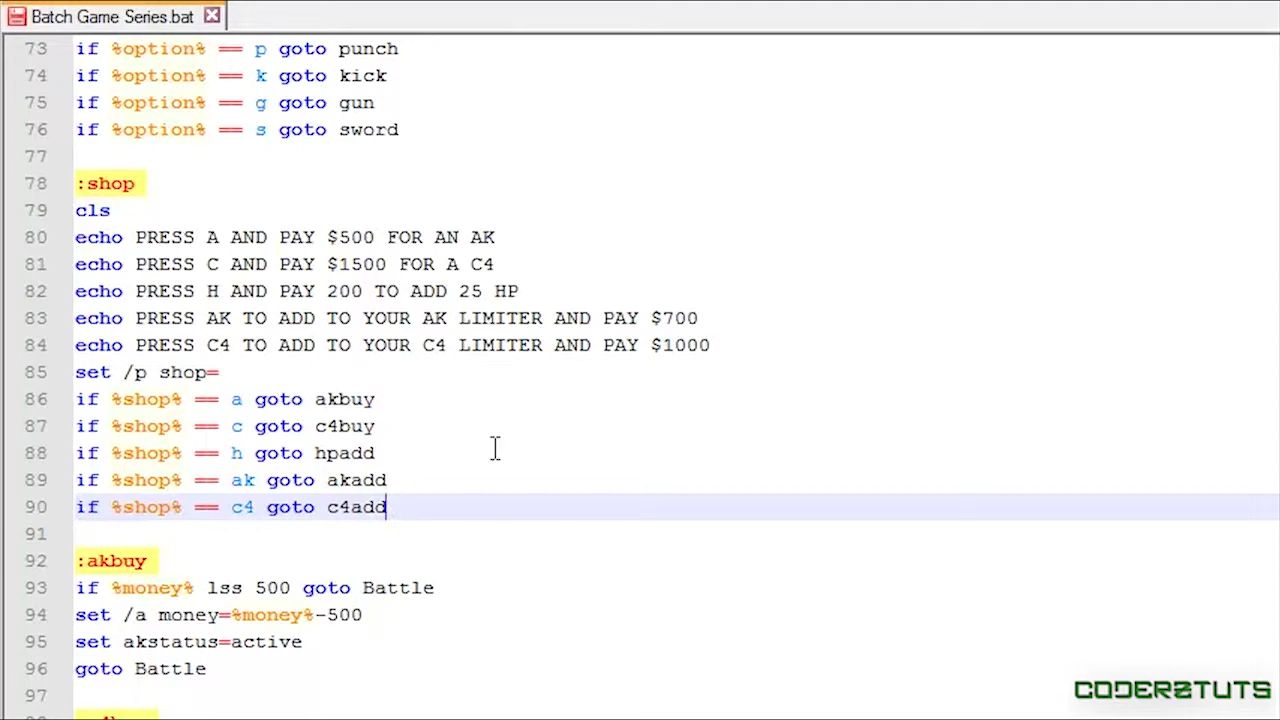 Batch Game Series.bat
73 if %option% == p goto punch
74 if %option% == k goto kick
75 if %option% == g goto gun
76 if %option% == s goto sword
77
78 :shop
79 cls
80 echo PRESS A AND PAY $500 FOR AN AK
81 echo PRESS C AND PAY $1500 FOR A C4
82 echo PRESS H AND PAY 200 TO ADD 25 HP
83 echo PRESS AK TO ADD TO YOUR AK LIMITER AND PAY $700
84 echo PRESS C4 TO ADD TO YOUR C4 LIMITER AND PAY $1000
85 set /p shop=
86 if %shop% == a goto akbuy
87 if %shop% == c goto c4buy
88 if %shop% == h goto hpadd
89 if %shop% == ak goto akadd
90 if %shop% == c4 goto c4add
91
92 :akbuy
93 if %money% lss 500 goto Battle
94 set /a money=%money%-500
95 set akstatus=active
96 goto Battle
97
CODERZTUTS